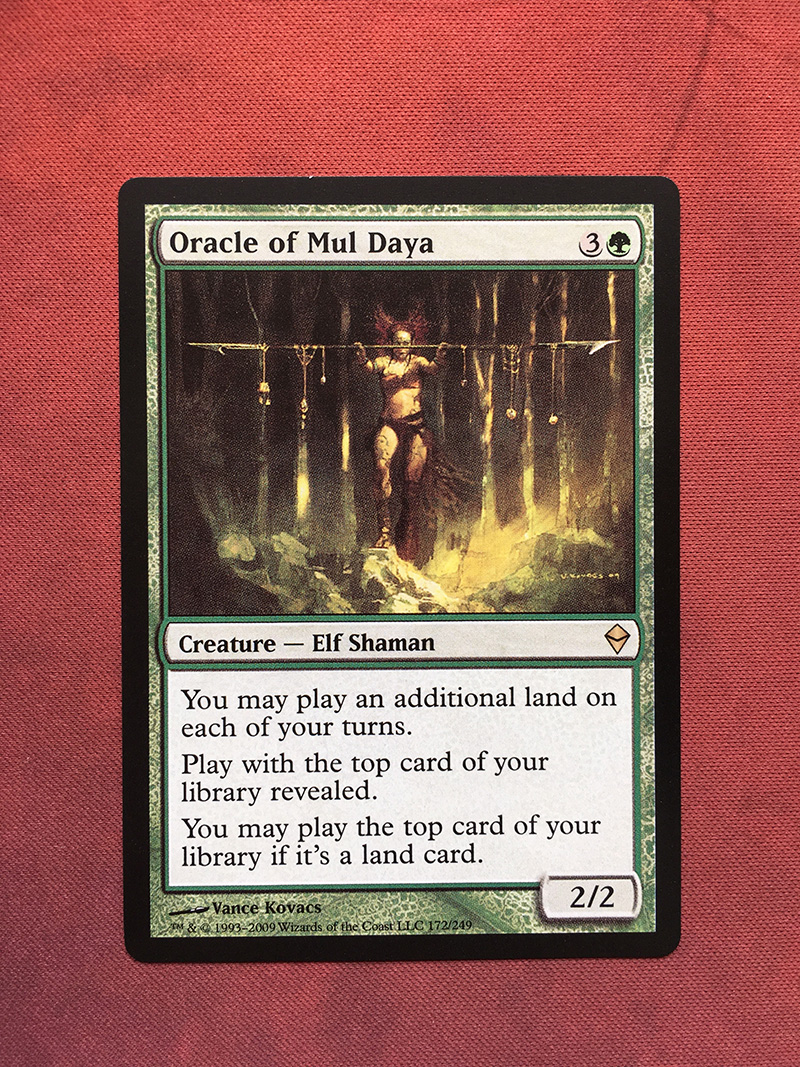 Oracle of Mul Daya 3
V. KOVACS 09
Creature — Elf Shaman
You may play an additional land on
each of your turns.
Play with the top card of your
library revealed.
You may play the top card of your
library if it's a land card.
2/2
Vance Kovacs
™ & © 1993–2009 Wizards of the Coast LLC 172/249